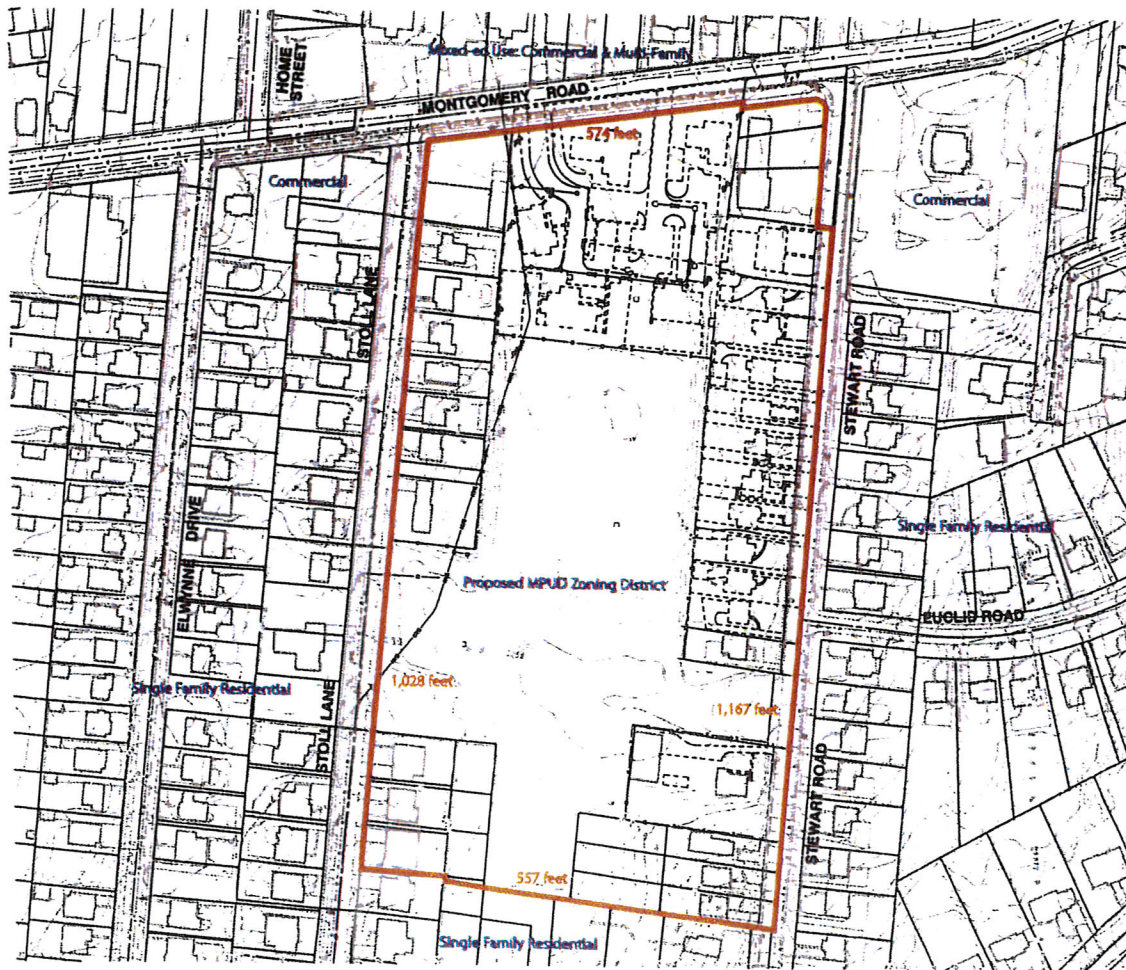 Mixed-ed Use: Commercial & Multi-Family
HOME
STREET
MONTGOMERY ROAD
574 feet
Commercial
Commercial
STOLL LANE
STEWART ROAD
ELWYNNE DRIVE
Single Family Residential
Proposed MPUD Zoning District
EUCLID ROAD
Single Family Residential
1,028 feet
1,167 feet
STOLL LANE
STEWART ROAD
557 feet
Single Family Residential